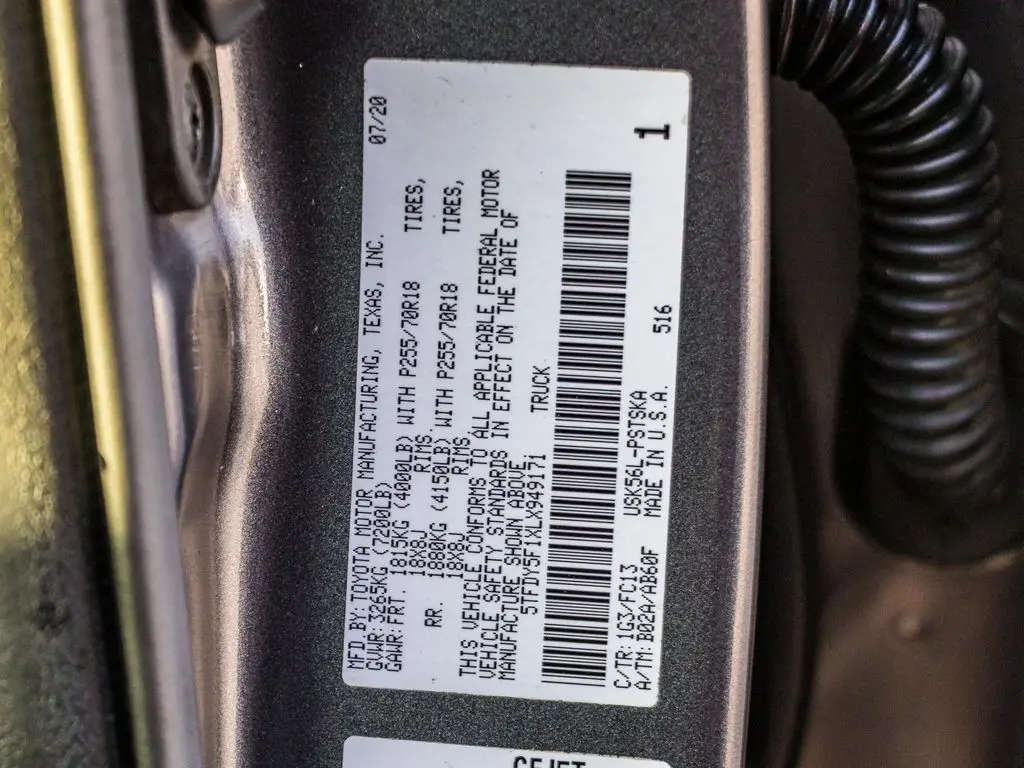 MFD. BY: TOYOTA MOTOR MANUFACTURING, TEXAS, INC. 07/20
GVWR: 3265KG (7200LB)
GAWR: FRT. 1815KG (4000LB) WITH P255/70R18 TIRES,
18X8J RIMS
RR. 1880KG (4150LB) WITH P255/70R18 TIRES,
18X8J RIMS
THIS VEHICLE CONFORMS TO ALL APPLICABLE FEDERAL MOTOR
VEHICLE SAFETY STANDARDS IN EFFECT ON THE DATE OF
MANUFACTURE SHOWN ABOVE.
5TFDY5F1XLX949171 TRUCK
C/TR: 1G3/FC13 USK56L-PSTSKA 516 1
A/TM: B02A/AB60F MADE IN U.S.A.